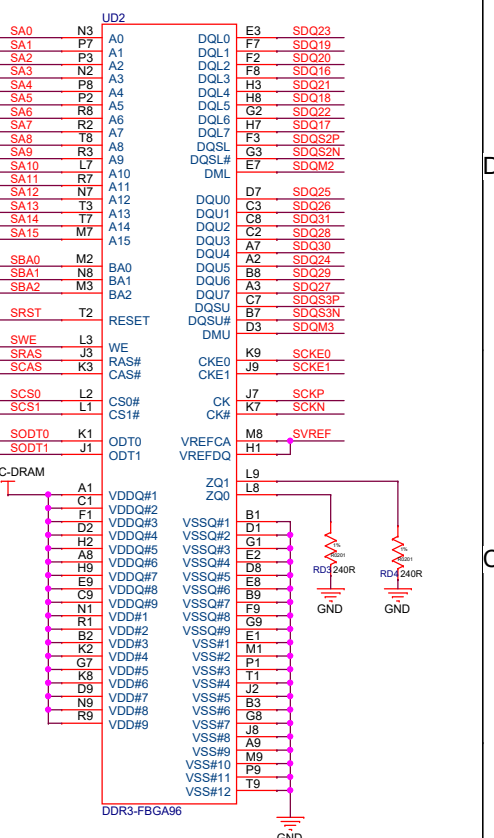 UD2
SA0 N3 A0 DQL0 E3 SDQ23
SA1 P7 A1 DQL1 F7 SDQ19
SA2 P3 A2 DQL2 F2 SDQ20
SA3 N2 A3 DQL3 F8 SDQ16
SA4 P8 A4 DQL4 H3 SDQ21
SA5 P2 A5 DQL5 H8 SDQ18
SA6 R8 A6 DQL6 G2 SDQ22
SA7 R2 A7 DQL7 H7 SDQ17
SA8 T8 A8 DQSL F3 SDQS2P
SA9 R3 A9 DQSL# G3 SDQS2N
SA10 L7 A10 DML E7 SDQM2
D
SA11 R7 A11
SA12 N7 A12 DQU0 D7 SDQ25
SA13 T3 A13 DQU1 C3 SDQ26
SA14 T7 A14 DQU2 C8 SDQ31
SA15 M7 A15 DQU3 C2 SDQ28
DQU4 A7 SDQ30
SBA0 M2 BA0 DQU5 A2 SDQ24
SBA1 N8 BA1 DQU6 B8 SDQ29
SBA2 M3 BA2 DQU7 A3 SDQ27
DQSU C7 SDQS3P
SRST T2 RESET DQSU# B7 SDQS3N
DMU D3 SDQM3
SWE L3 WE
SRAS J3 RAS# CKE0 K9 SCKE0
SCAS K3 CAS# CKE1 J9 SCKE1
SCS0 L2 CS0# CK J7 SCKP
SCS1 L1 CS1# CK# K7 SCKN
SODT0 K1 ODT0 VREFCA M8 SVREF
SODT1 J1 ODT1 VREFDQ H1
C-DRAM
ZQ1 L9
A1 VDDQ#1 ZQ0 L8
C1 VDDQ#2
F1 VDDQ#3 VSSQ#1 B1
D2 VDDQ#4 VSSQ#2 D1
H2 VDDQ#5 VSSQ#3 G1
A8 VDDQ#6 VSSQ#4 E2
H9 VDDQ#7 VSSQ#5 D8
E9 VDDQ#8 VSSQ#6 E8
C9 VDDQ#9 VSSQ#7 B9
N1 VDD#1 VSSQ#8 F9
R1 VDD#2 VSSQ#9 G9
B2 VDD#3 VSS#1 E1
K2 VDD#4 VSS#2 M1
G7 VDD#5 VSS#3 P1
K8 VDD#6 VSS#4 T1
D9 VDD#7 VSS#5 J2
N9 VDD#8 VSS#6 B3
R9 VDD#9 VSS#7 G8
VSS#8 J8
VSS#9 A9
VSS#10 M9
VSS#11 P9
VSS#12 T9
1% 1%
R0201 R0201
RD3 240R RD4 240R
C
GND GND
DDR3-FBGA96
GND